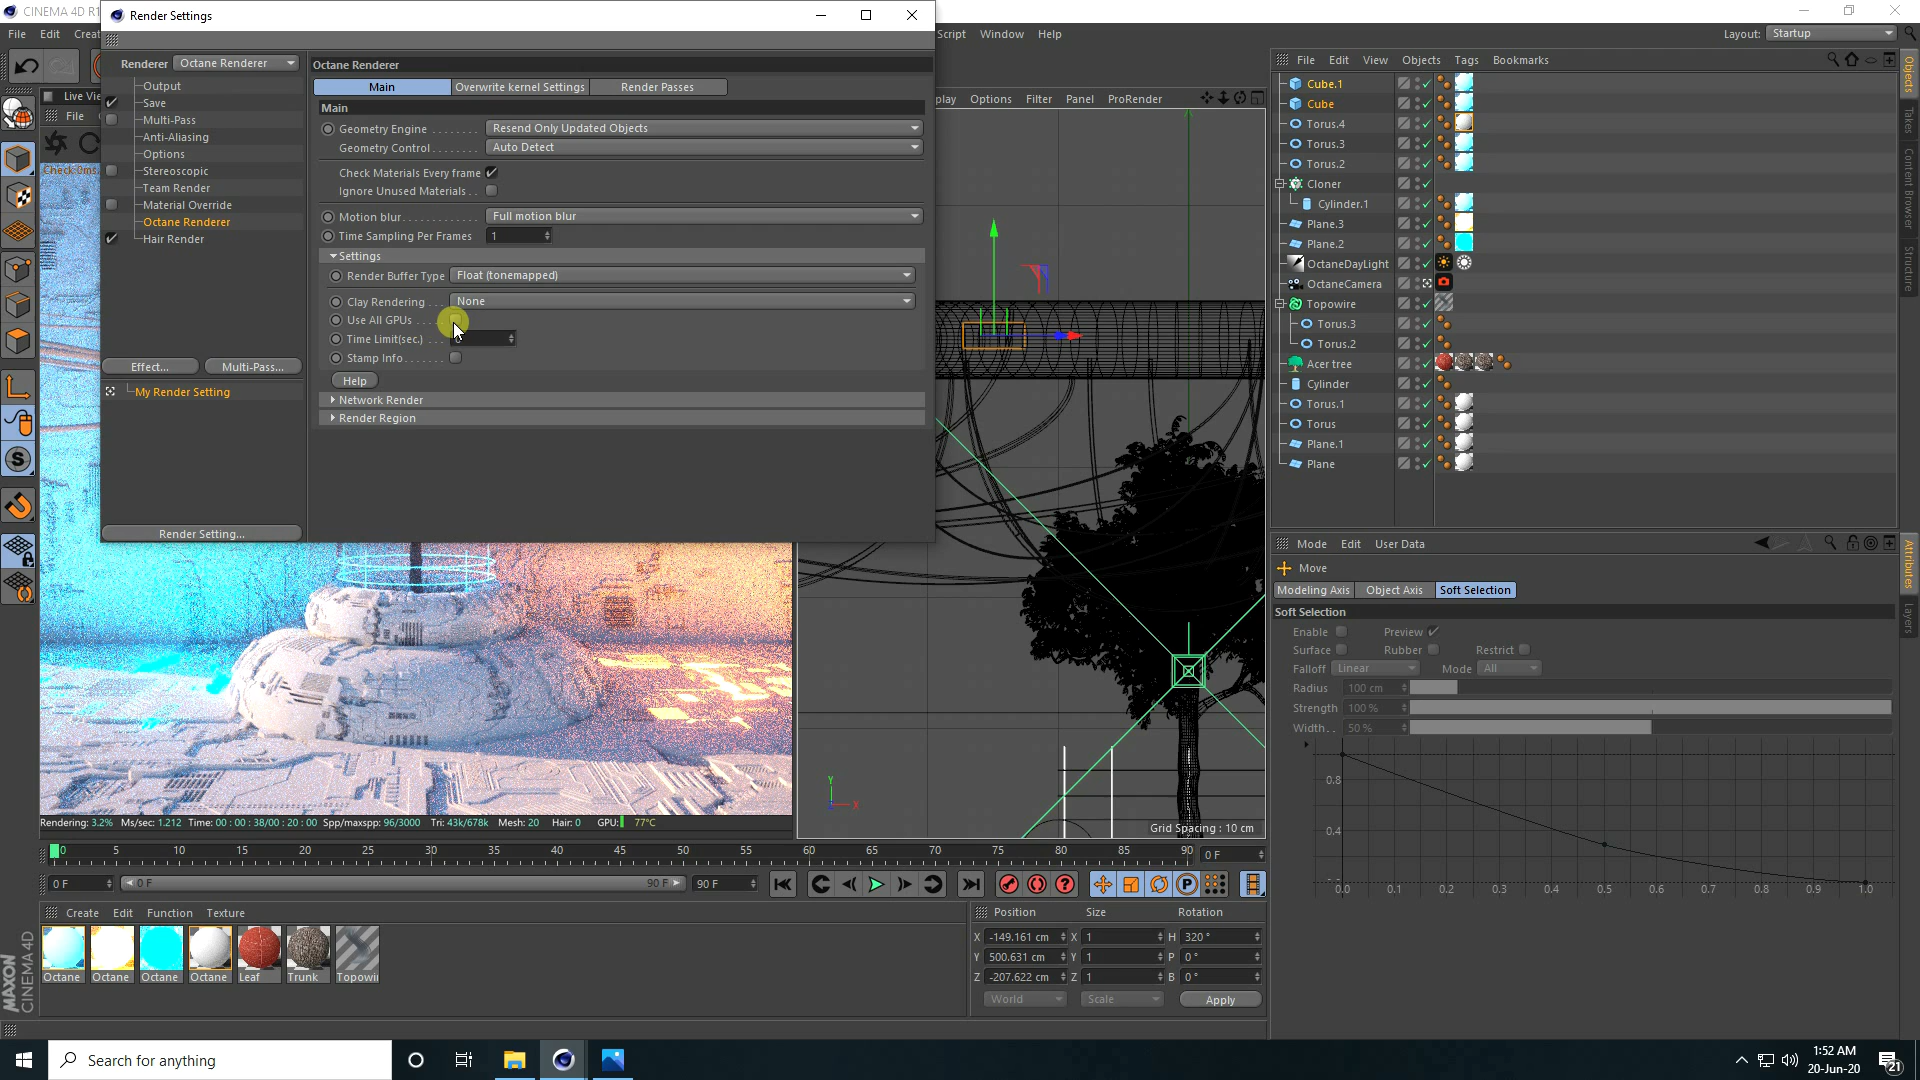 CINEMA 4D R1
Render Settings
File Edit Creat
Script Window Help
Layout: Startup
Renderer Octane Renderer
Output
Save
Multi-Pass
Anti-Aliasing
Options
Stereoscopic
Team Render
Material Override
Octane Renderer
Hair Render
Effect... Multi-Pass...
My Render Setting
Render Setting...
Octane Renderer
Main Overwrite kernel Settings Render Passes
Main
Geometry Engine ........ Resend Only Updated Objects
Geometry Control........ Auto Detect
Check Materials Every frame
Ignore Unused Materials . .
Motion blur............. Full motion blur
Time Sampling Per Frames 1
Settings
Render Buffer Type Float (tonemapped)
Clay Rendering . . . None
Use All GPUs . . . .
Time Limit(sec.) . . .
Stamp Info.......
Help
Network Render
Render Region
Live Vie
File
Check:0ms.
play Options Filter Panel ProRender
Grid Spacing : 10 cm
Y
X
Rendering: 3.2% Ms/sec: 1.212 Time: 00 : 00 : 38/00 : 20 : 00 Spp/maxspp: 96/3000 Tri: 43k/678k Mesh: 20 Hair: 0 GPU: 77°C
0 5 10 15 20 25 30 35 40 45 50 55 60 65 70 75 80 85 90 0 F
0 F 0 F 90 F 90 F
Create Edit Function Texture
Octane Octane Octane Octane Leaf Trunk Topowir
MAXON
CINEMA 4D
Position Size Rotation
X -149.161 cm X 1 H 320 °
Y 500.631 cm Y 1 P 0 °
Z -207.622 cm Z 1 B 0 °
World Scale Apply
File Edit View Objects Tags Bookmarks
Cube.1
Cube
Torus.4
Torus.3
Torus.2
Cloner
Cylinder.1
Plane.3
Plane.2
OctaneDayLight
OctaneCamera
Topowire
Torus.3
Torus.2
Acer tree
Cylinder
Torus.1
Torus
Plane.1
Plane
Objects
Takes
Content Browser
Structure
Mode Edit User Data
Move
Modeling Axis Object Axis Soft Selection
Soft Selection
Enable Preview
Surface Rubber Restrict
Falloff Linear Mode All
Radius 100 cm
Strength 100 %
Width. . 50 %
0.8
0.4
0.0 0.1 0.2 0.3 0.4 0.5 0.6 0.7 0.8 0.9 1.0
Attributes
Layers
Search for anything
1:52 AM
20-Jun-20
21